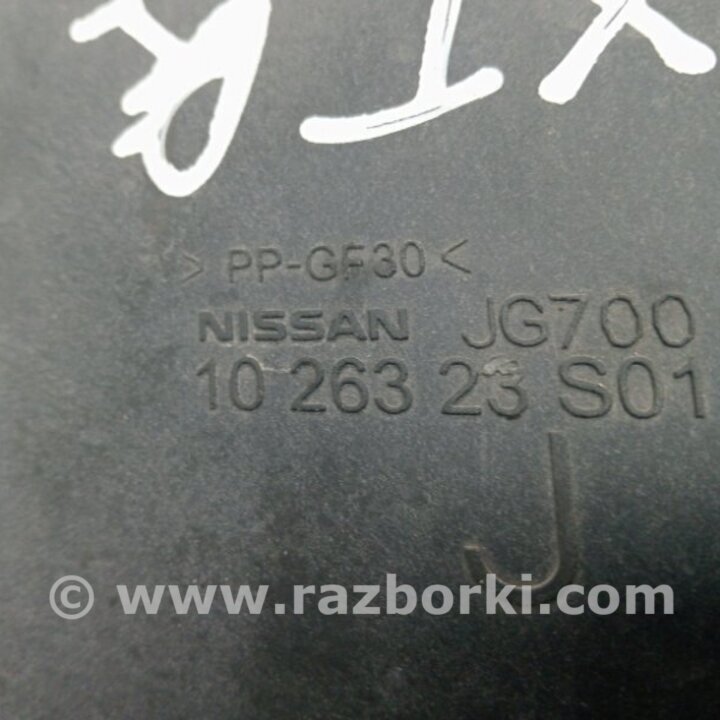 > PP-GF30 <
NISSAN JG700
10 263 23 S01
J
© www.razborki.com